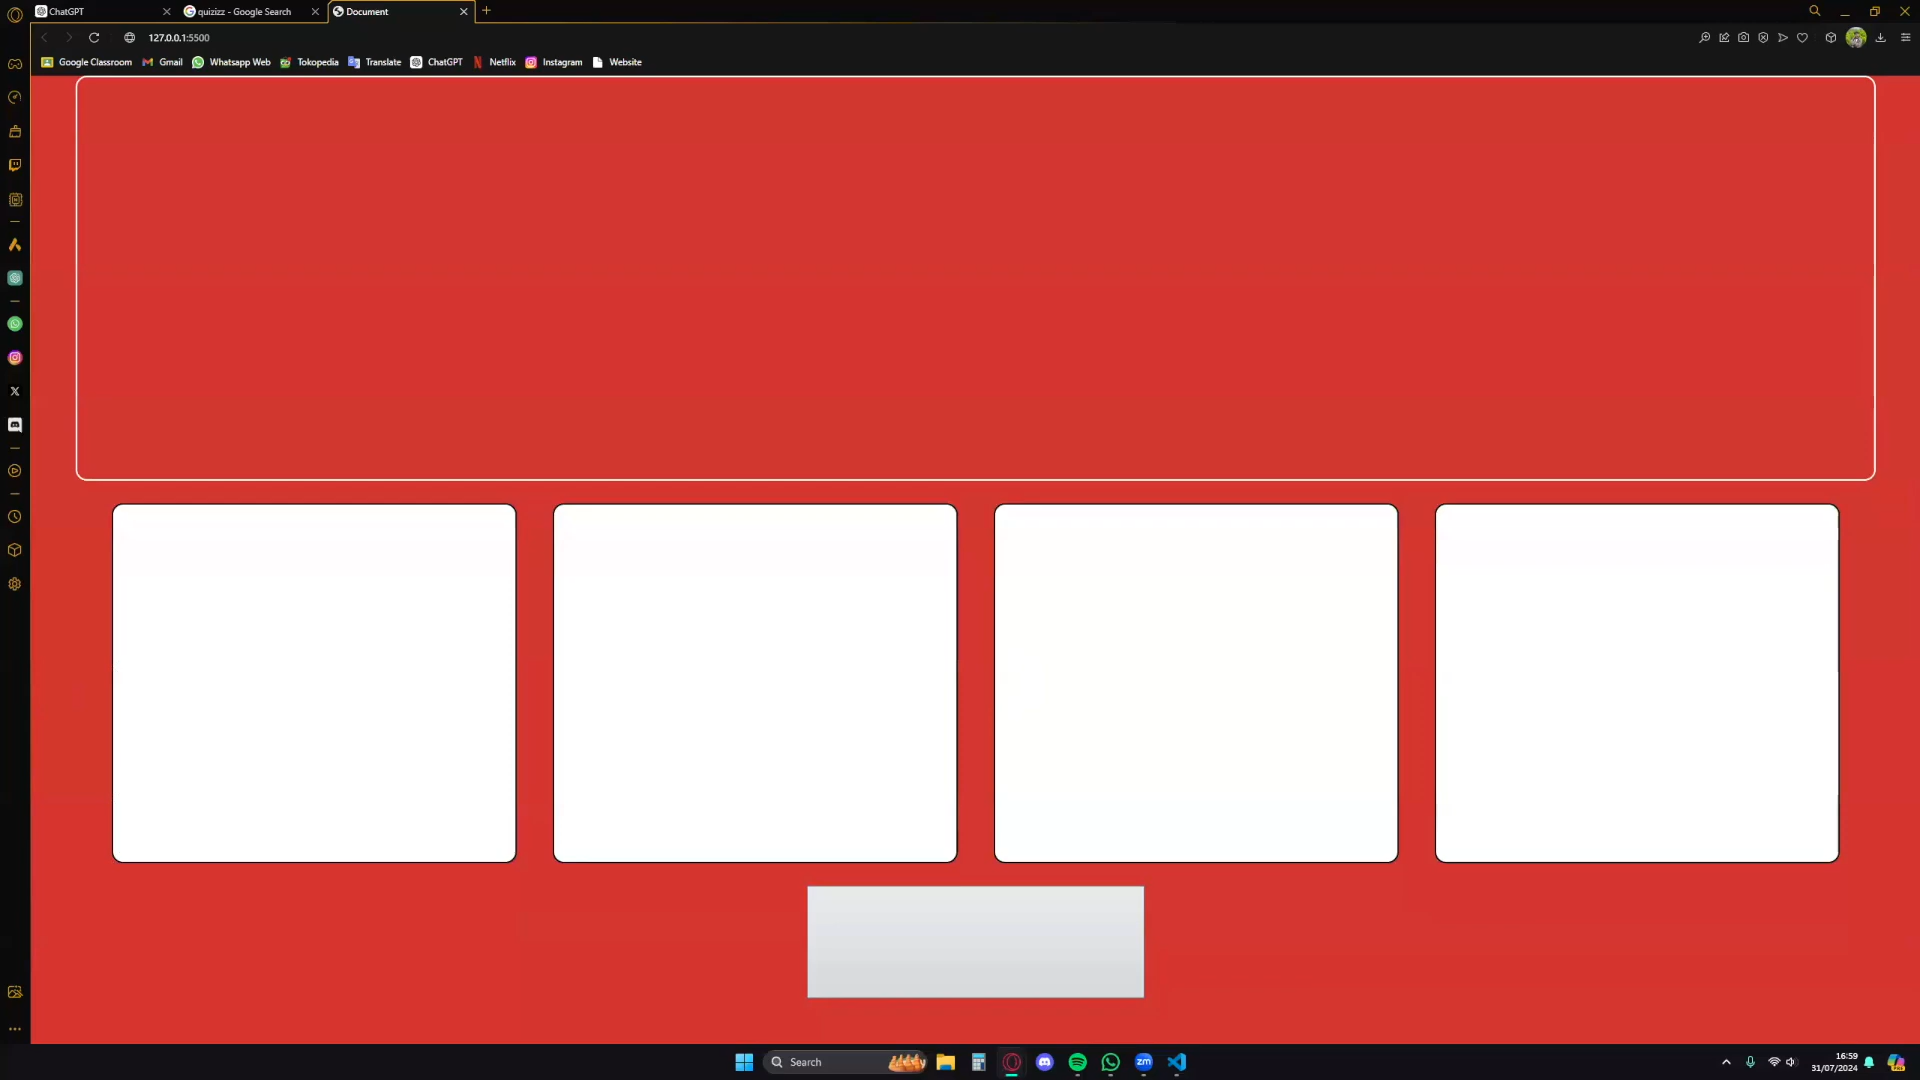 ChatGPT
quizizz - Google Search
Document
127.0.0.1:5500
Google Classroom
Gmail
Whatsapp Web
Tokopedia
Translate
ChatGPT
Netflix
Instagram
Website
Search
zm
16:59
31/07/2024